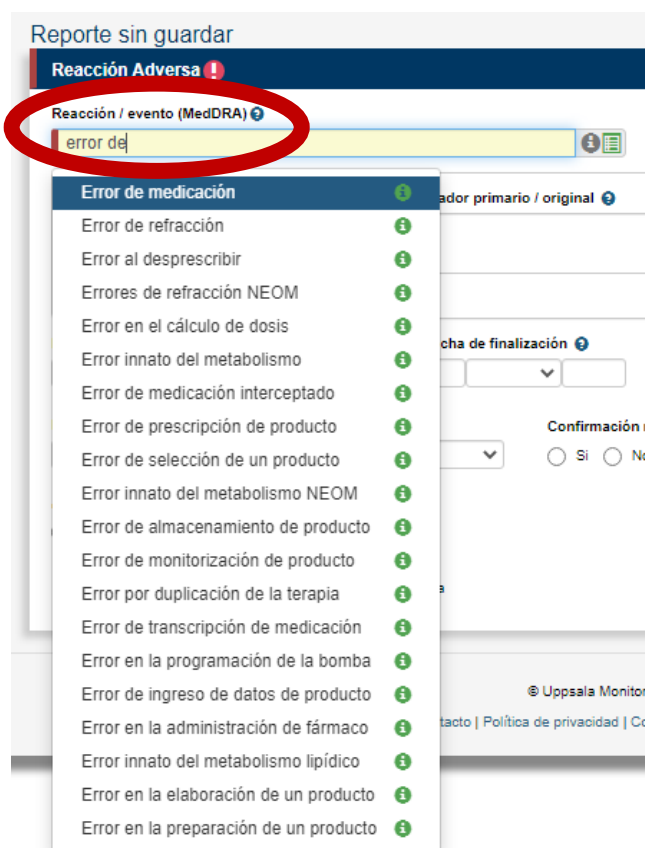 Reporte sin guardar
Reacción Adversa
Reacción / evento (MedDRA)
error de
Error de medicación
ador primario / original
Error de refracción
Error al desprescribir
Errores de refracción NEOM
Error en el cálculo de dosis
cha de finalización
Error innato del metabolismo
Error de medicación interceptado
Error de prescripción de producto
Confirmación
Error de selección de un producto
Si
No
Error innato del metabolismo NEOM
Error de almacenamiento de producto
Error de monitorización de producto
Error por duplicación de la terapia
a
Error de transcripción de medicación
Error en la programación de la bomba
Error de ingreso de datos de producto
© Uppsala Monitor
Error en la administración de fármaco
tacto | Política de privacidad | Co
Error innato del metabolismo lipídico
Error en la elaboración de un producto
Error en la preparación de un producto